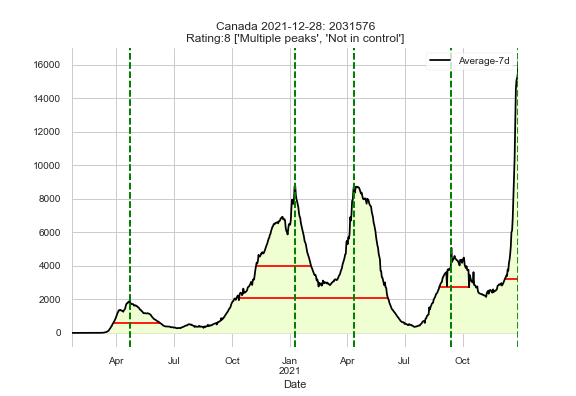 Canada 2021-12-28: 2031576
Rating:8 ['Multiple peaks', 'Not in control']
Average-7d
16000
14000
12000
10000
8000
6000
4000
2000
0
Apr Jul Oct Jan Apr Jul Oct
2021
Date